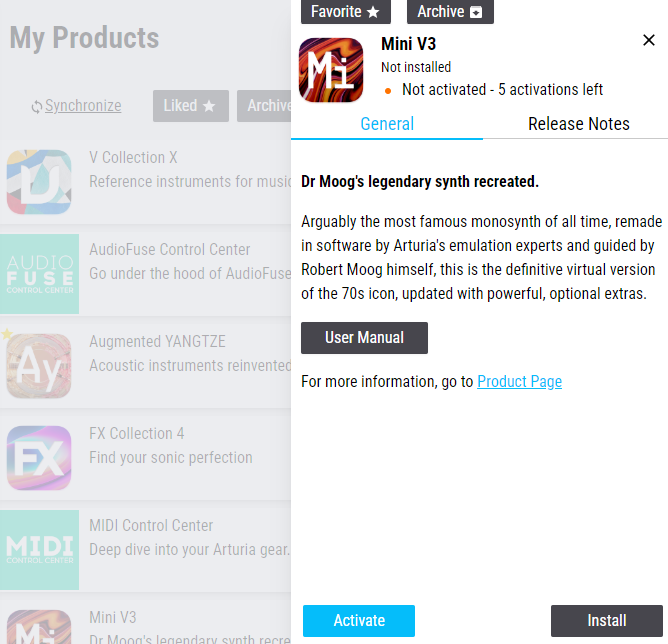 My Products
Synchronize
Liked
Archive
V Collection X
Reference instruments for music
AUDIO
FUSE
CONTROL CENTER
AudioFuse Control Center
Go under the hood of AudioFuse
Ay
Augmented YANGTZE
Acoustic instruments reinvented
FX
FX Collection 4
Find your sonic perfection
MIDI
CONTROL CENTER
MIDI Control Center
Deep dive into your Arturia gear.
Mi
Mini V3
Dr Moog's legendary synth recre
Favorite
Archive
Mi
Mini V3
Not installed
Not activated - 5 activations left
General
Release Notes
Dr Moog's legendary synth recreated.
Arguably the most famous monosynth of all time, remade
in software by Arturia's emulation experts and guided by
Robert Moog himself, this is the definitive virtual version
of the 70s icon, updated with powerful, optional extras.
User Manual
For more information, go to Product Page
Activate
Install